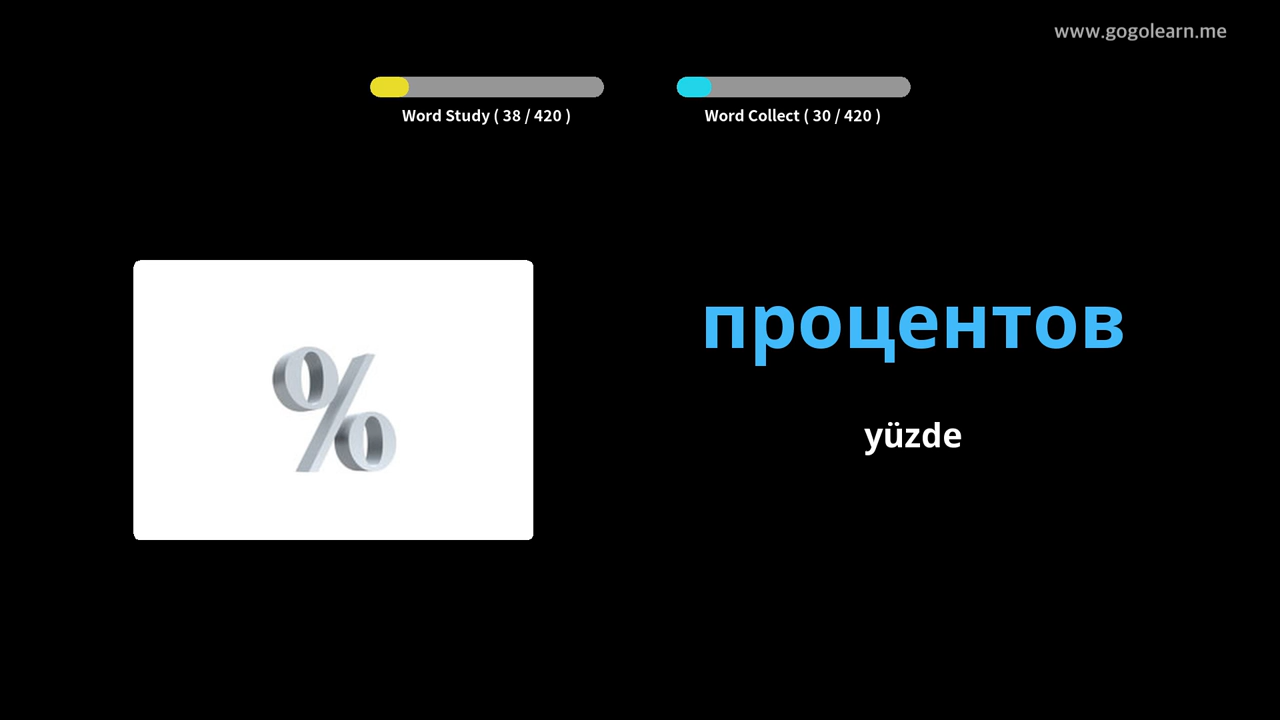 www.gogolearn.me
Word Study ( 38 / 420 )
Word Collect ( 30 / 420 )
%
процентов
yüzde